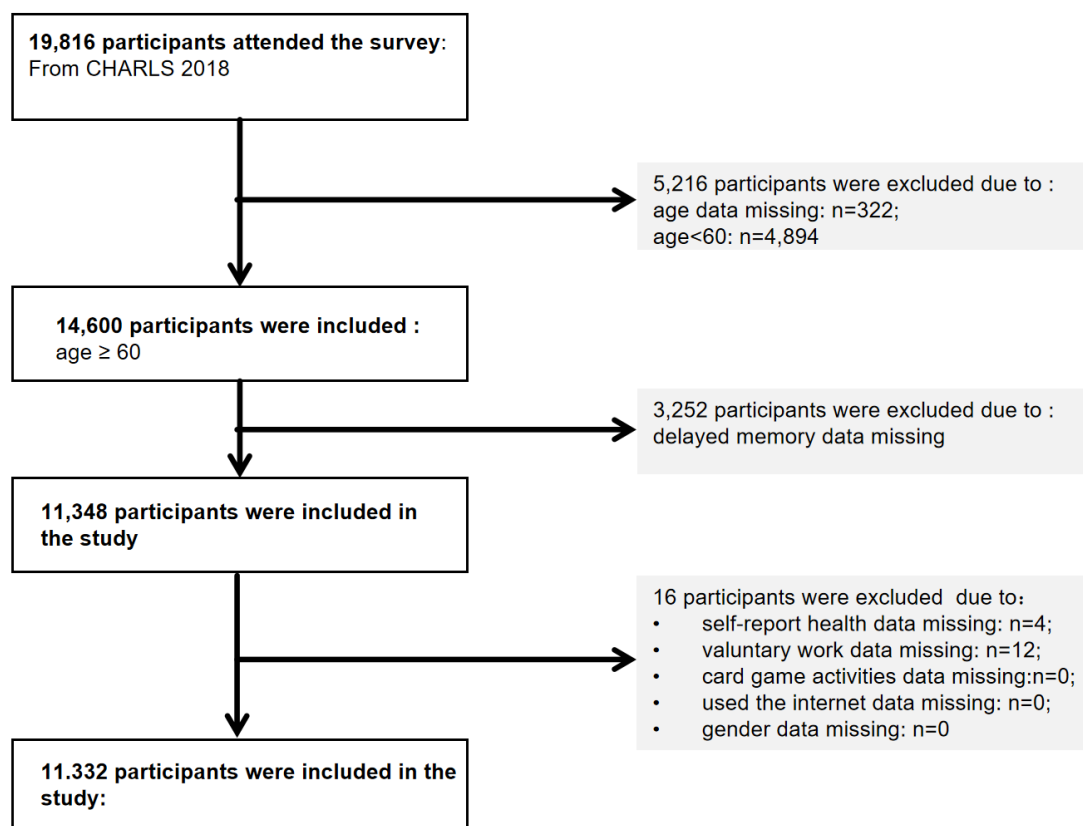 19,816 participants attended the survey:
From CHARLS 2018
5,216 participants were excluded due to :
age data missing: n=322;
age<60: n=4,894
14,600 participants were included :
age ≥ 60
3,252 participants were excluded due to :
delayed memory data missing
11,348 participants were included in
the study
16 participants were excluded  due to:
• self-report health data missing: n=4;
• valuntary work data missing: n=12;
• card game activities data missing:n=0;
• used the internet data missing: n=0;
• gender data missing: n=0
11.332 participants were included in the
study: